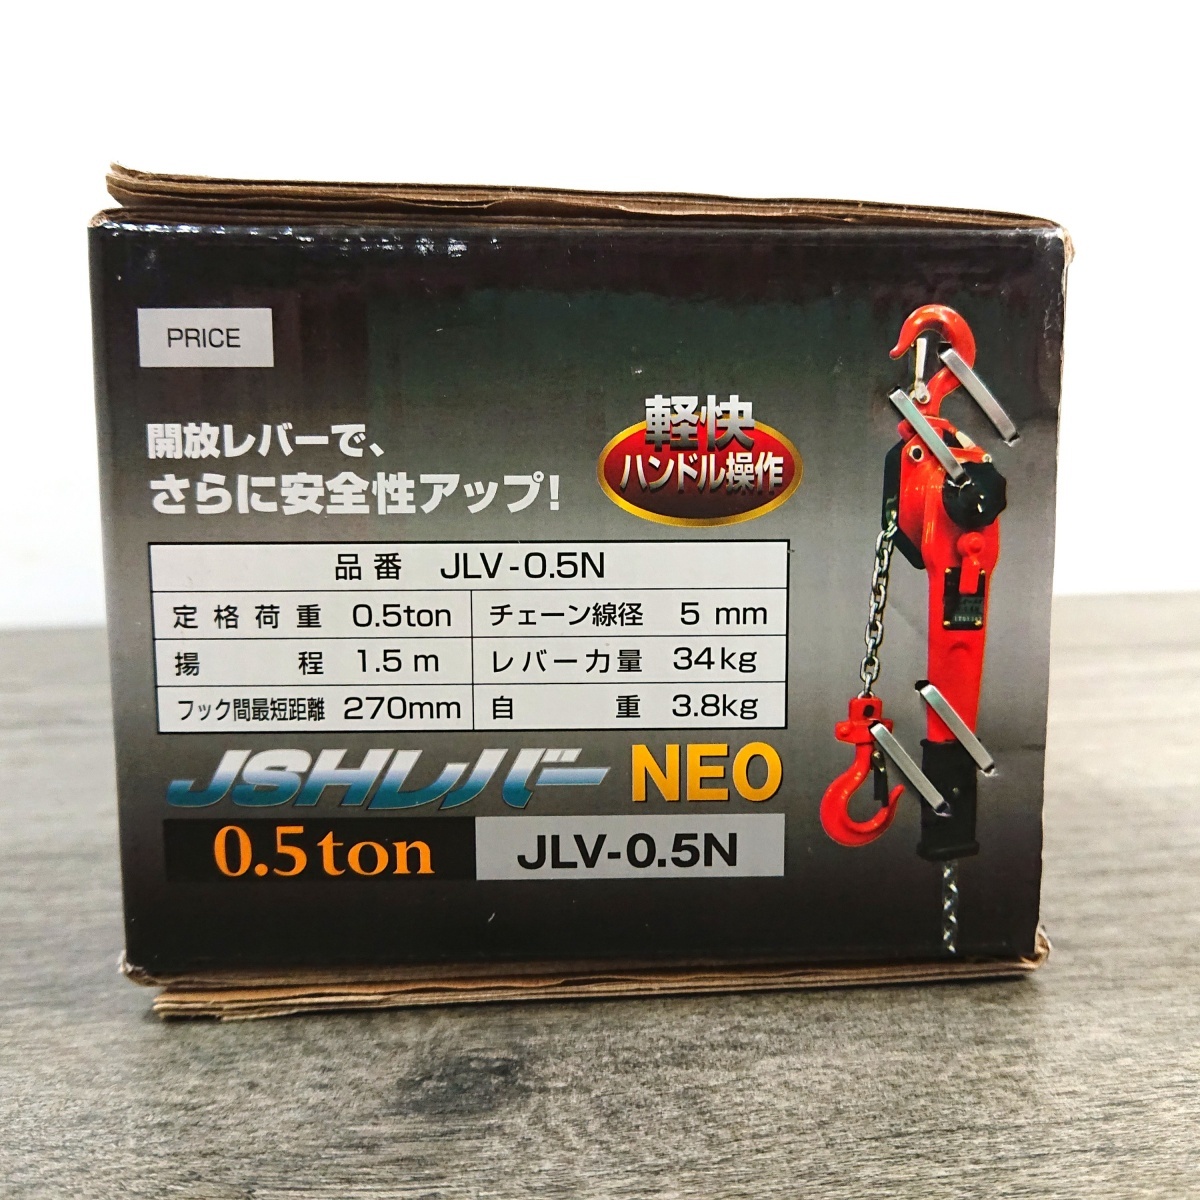 PRICE
開放レバーで、
さらに安全性アップ!
軽快
ハンドル操作
品番 JLV-0.5N
定格荷重 0.5ton チェーン線径 5 mm
揚程 1.5 m レバー力量 34kg
フック間最短距離 270mm 自重 3.8kg
JSHレバー NEO
0.5ton JLV-0.5N